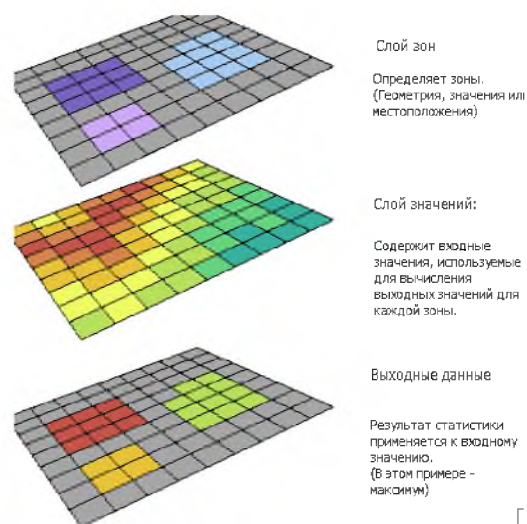 Слой зон
Определяет зоны.
(Геометрия, значения или
местоположения)
Слой значений:
Содержит входные
значения, используемые
для вычисления
выходных значений для
каждой зоны.
Выходные данные
Результат статистики
применяется к входному
значению.
(В этом примере -
максимум)